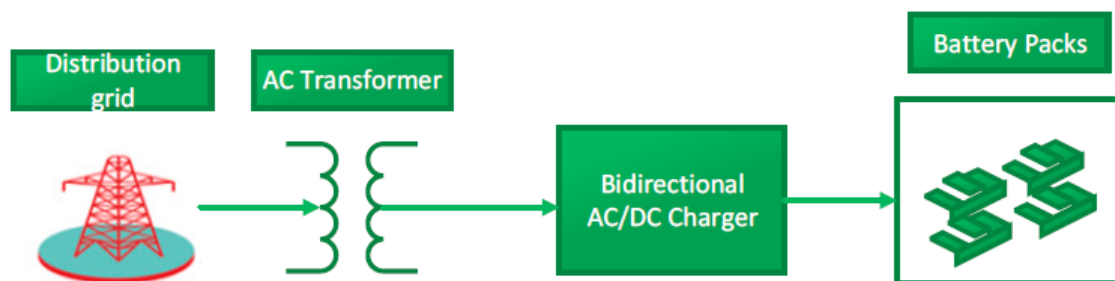 Distribution
grid
AC Transformer
Bidirectional
AC/DC Charger
Battery Packs